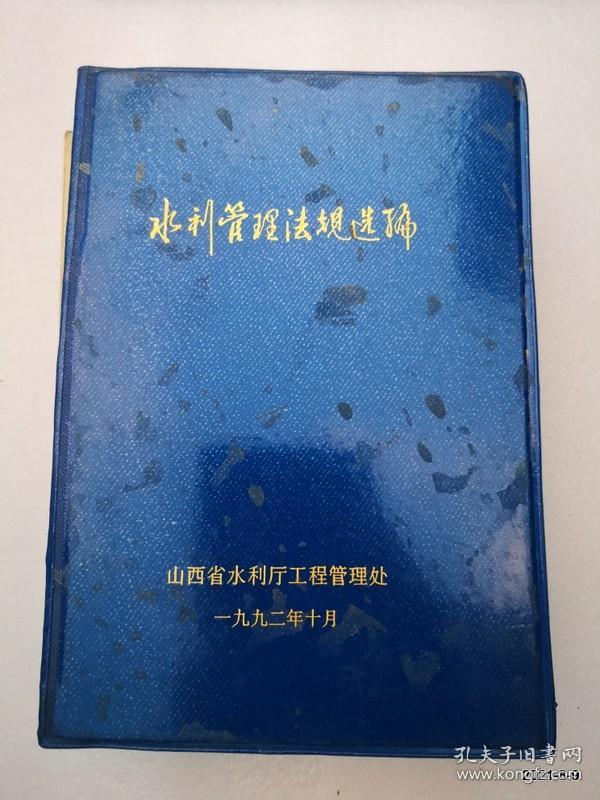 水利管理法规选编
山西省水利厅工程管理处
一九九二年十月
孔夫子旧书网
www.kongfz.com